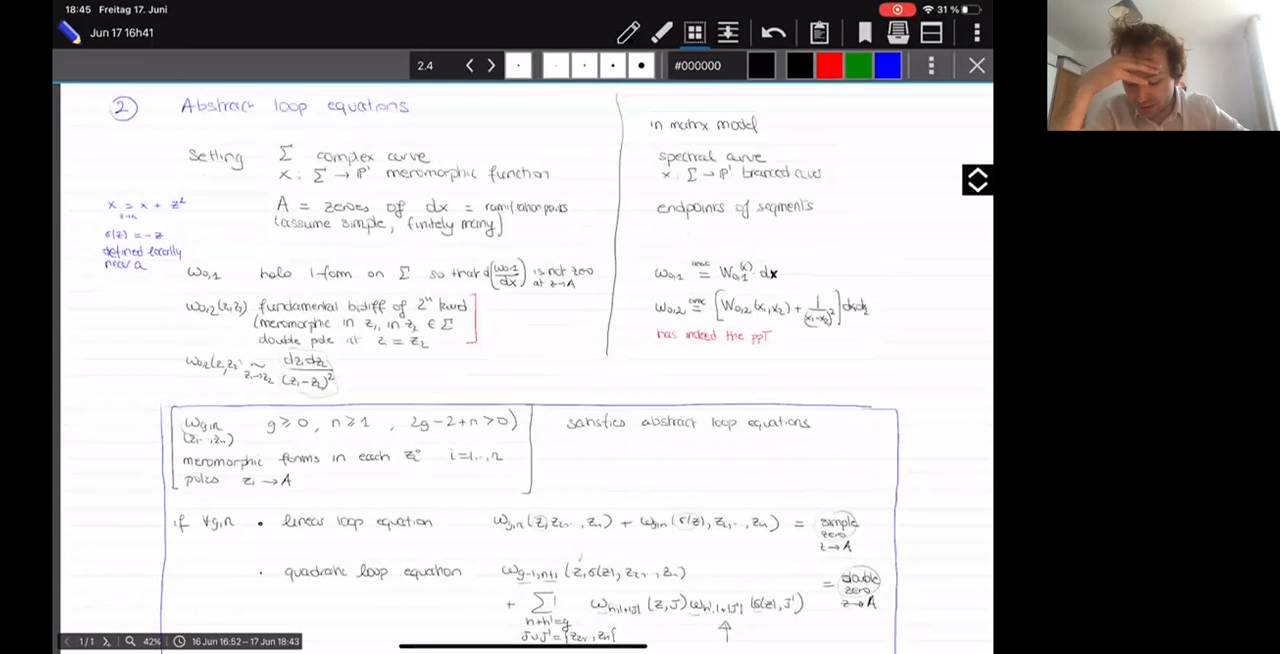 18:45 Freitag 17. Juni
31 %
Jun 17 16h41
2.4
#000000
② Abstract loop equations
in matrix model
Setting Σ complex curve
x : Σ → ℙ¹ meromorphic function
spectral curve
x : Σ → ℙ¹ branched cover
A = zeroes of dx = ramification points
(assume simple, finitely many)
endpoints of segments
x = x + z²
z→a
σ(z) = −z
defined locally
near a
ω0,1 holo 1-form on Σ so that d(ω0,1/dx) is not zero at z→A
ω0,1 = W0,1(x) dx
ω0,2(z1,z2) fundamental bidiff of 2nd kind
(meromorphic in z1, in z2 ∈ Σ
double pole at z1 = z2
ω0,2 = [W0,2(x1,x2) + 1/(x1−x2)²] dx1dx2
has indeed the ppT
ω0,2(z1,z2) ~ dz1dz2/(z1−z2)²
z1→z2
ωg,n g ≥ 0, n ≥ 1, 2g−2+n > 0)
(z1...,zn)
satisfies abstract loop equations
meromorphic forms in each zi i=1,..,n
poles zi → A
if ∀g,n • linear loop equation ωg,n(z,z2...,zn) + ωg,n(σ(z),z2,..,zn) = simple zero z→A
• quadratic loop equation ωg−1,n+1(z,σ(z),z2...,zn)
+ Σ ωh,1+|J|(z,J) ωh',1+|J'|(σ(z),J') = double zero z→A
h+h'=g
J∪J'={z2...,zn}
1/1 42% 16 Jun 16:52 – 17 Jun 18:43